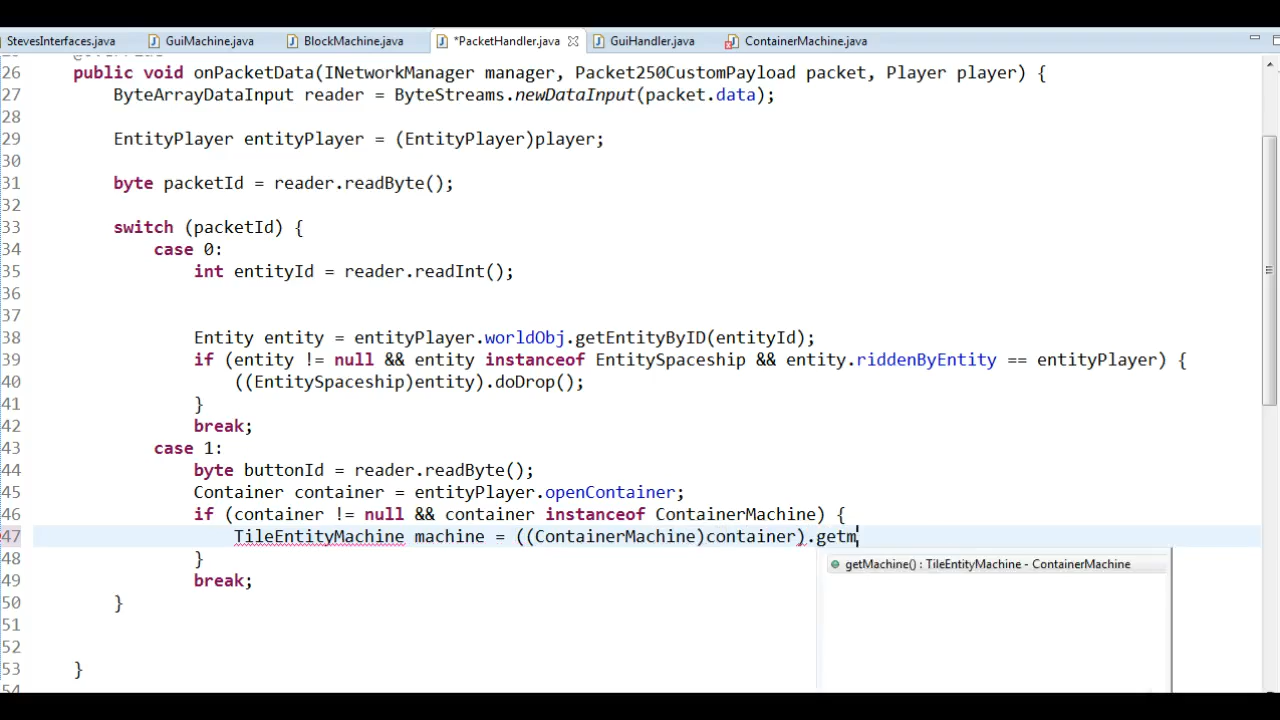 StevesInterfaces.java GuiMachine.java BlockMachine.java *PacketHandler.java GuiHandler.java ContainerMachine.java
26 public void onPacketData(INetworkManager manager, Packet250CustomPayload packet, Player player) {
27 ByteArrayDataInput reader = ByteStreams.newDataInput(packet.data);
28
29 EntityPlayer entityPlayer = (EntityPlayer)player;
30
31 byte packetId = reader.readByte();
32
33 switch (packetId) {
34 case 0:
35 int entityId = reader.readInt();
36
37
38 Entity entity = entityPlayer.worldObj.getEntityByID(entityId);
39 if (entity != null && entity instanceof EntitySpaceship && entity.riddenByEntity == entityPlayer) {
40 ((EntitySpaceship)entity).doDrop();
41 }
42 break;
43 case 1:
44 byte buttonId = reader.readByte();
45 Container container = entityPlayer.openContainer;
46 if (container != null && container instanceof ContainerMachine) {
47 TileEntityMachine machine = ((ContainerMachine)container).getm
getMachine() : TileEntityMachine - ContainerMachine
48 }
49 break;
50 }
51
52
53 }
54